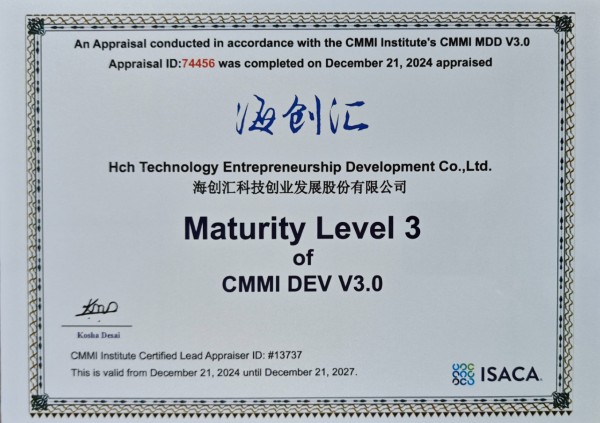 An Appraisal conducted in accordance with the CMMI Institute's CMMI MDD V3.0
Appraisal ID:74456 was completed on December 21, 2024 appraised
海创汇
Hch Technology Entrepreneurship Development Co.,Ltd.
海创汇科技创业发展股份有限公司
Maturity Level 3
of
CMMI DEV V3.0
Kosha Desai
CMMI Institute Certified Lead Appraiser ID: #13737
This is valid from December 21, 2024 until December 21, 2027.
ISACA.